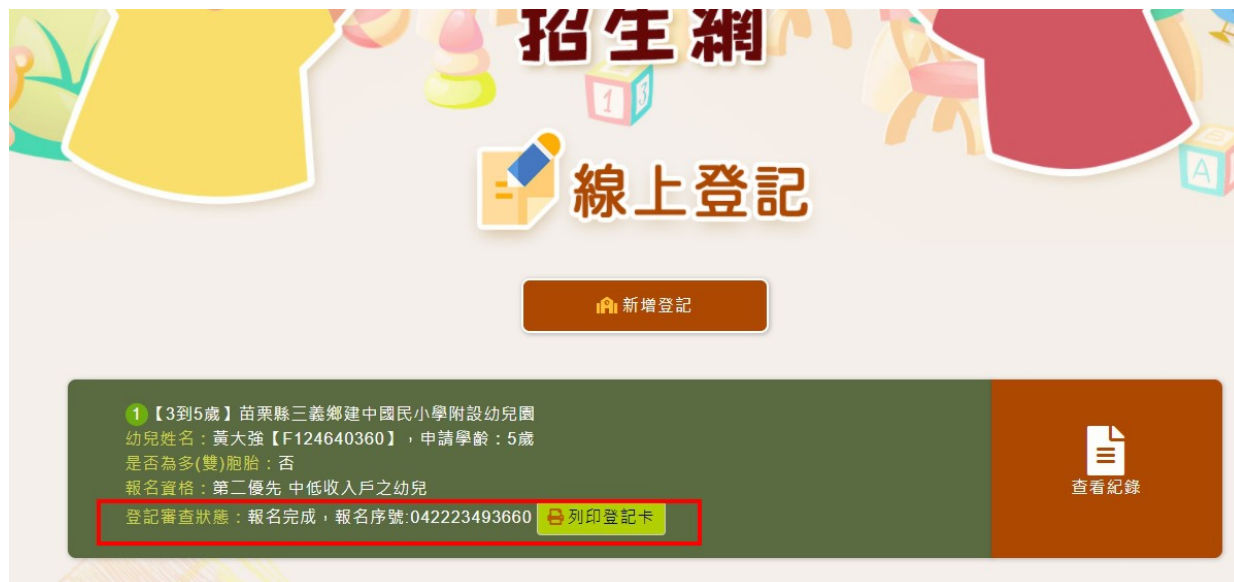 招生網
1 3
A
線上登記
新增登記
1【3到5歲】苗栗縣三義鄉建中國民小學附設幼兒園
幼兒姓名：黃大強【F124640360】，申請學齡：5歲
是否為多(雙)胞胎：否
報名資格：第二優先 中低收入戶之幼兒
登記審查狀態：報名完成，報名序號:042223493660 列印登記卡
查看紀錄